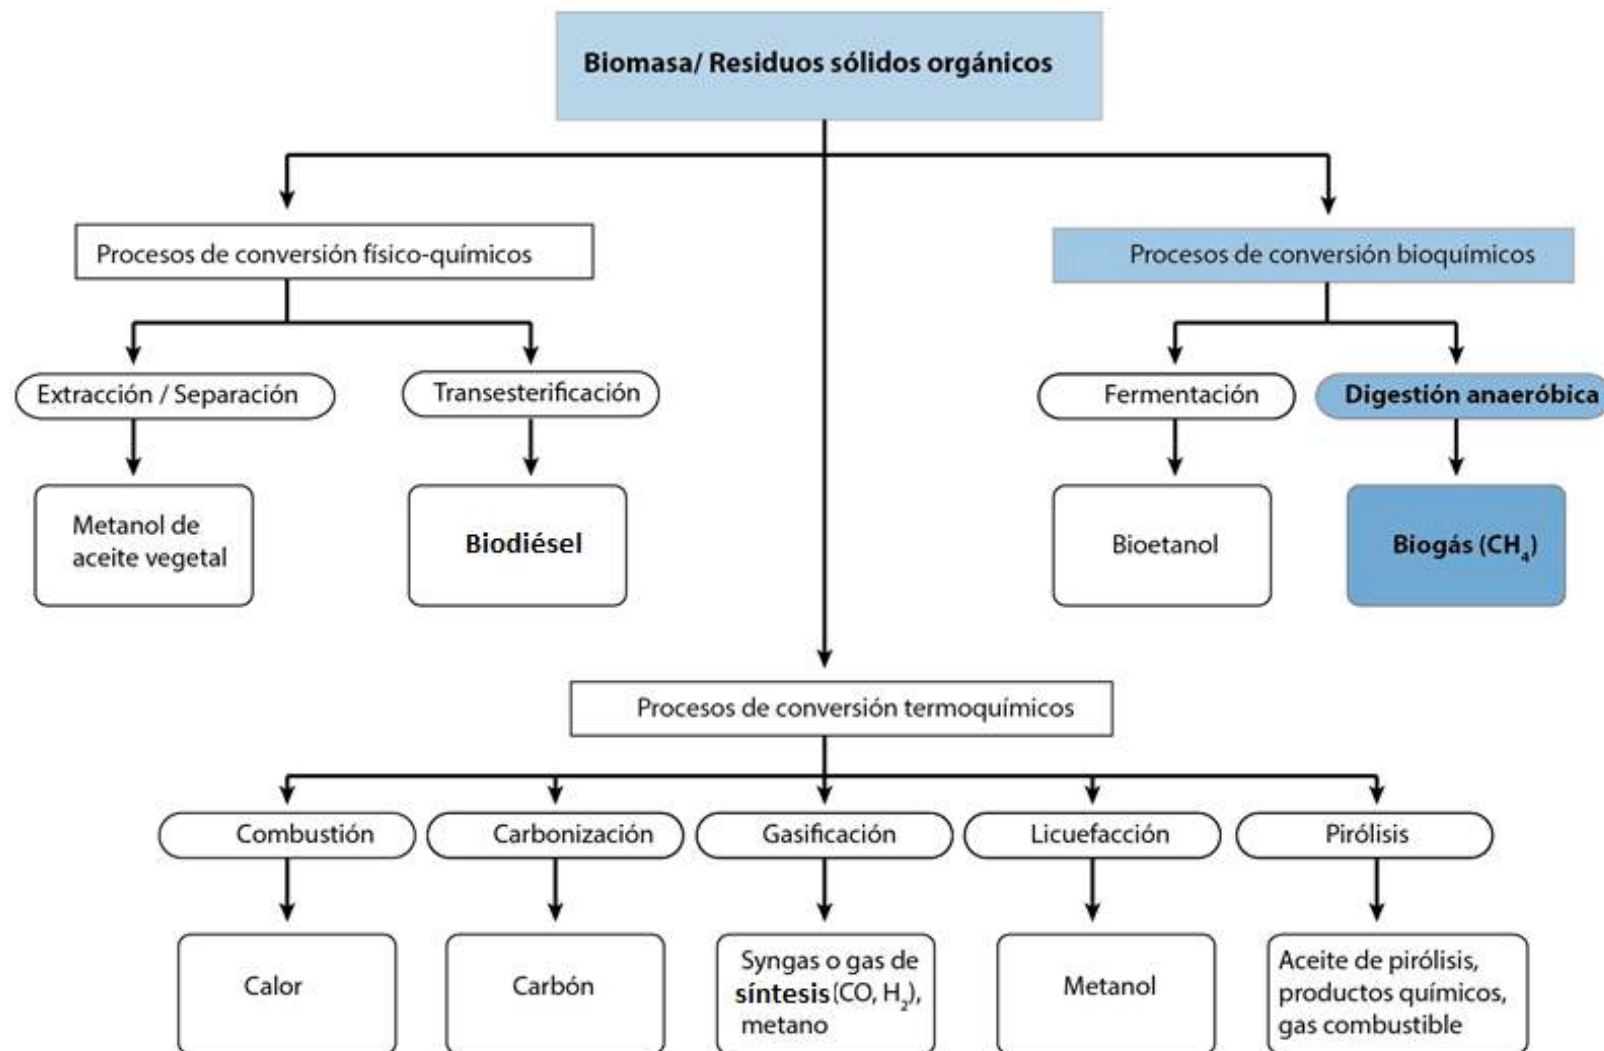 Biomasa/ Residuos sólidos orgánicos
Procesos de conversión físico-químicos
Procesos de conversión bioquímicos
Extracción / Separación
Transesterificación
Fermentación
Digestión anaeróbica
Metanol de
aceite vegetal
Biodiésel
Bioetanol
Biogás (CH₄)
Procesos de conversión termoquímicos
Combustión
Carbonización
Gasificación
Licuefacción
Pirólisis
Calor
Carbón
Syngas o gas de
síntesis (CO, H₂),
metano
Metanol
Aceite de pirólisis,
productos químicos,
gas combustible